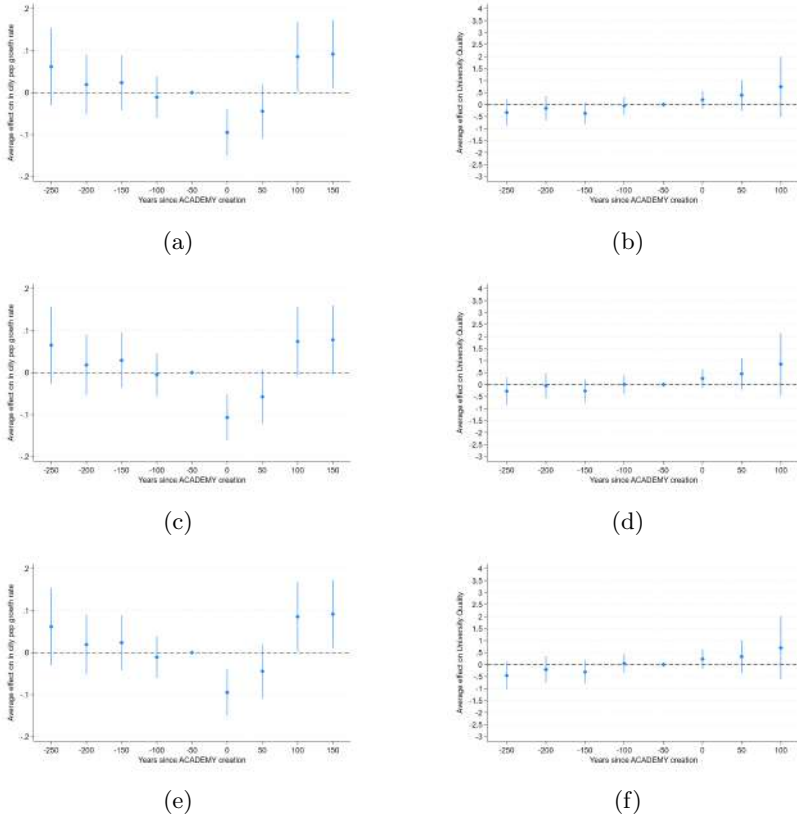 Average effect on ln city pop growth rate
.2
.1
0
-.1
-.2
-250 -200 -150 -100 -50 0 50 100 150
Years since ACADEMY creation
(a)
Average effect on University Quality
4
3.5
3
2.5
2
1.5
1
.5
0
-.5
-1
-1.5
-2
-2.5
-3
-250 -200 -150 -100 -50 0 50 100
Years since ACADEMY creation
(b)
Average effect on ln city pop growth rate
.2
.1
0
-.1
-.2
-250 -200 -150 -100 -50 0 50 100 150
Years since ACADEMY creation
(c)
Average effect on University Quality
4
3.5
3
2.5
2
1.5
1
.5
0
-.5
-1
-1.5
-2
-2.5
-3
-250 -200 -150 -100 -50 0 50 100
Years since ACADEMY creation
(d)
Average effect on ln city pop growth rate
.2
.1
0
-.1
-.2
-250 -200 -150 -100 -50 0 50 100 150
Years since ACADEMY creation
(e)
Average effect on University Quality
4
3.5
3
2.5
2
1.5
1
.5
0
-.5
-1
-1.5
-2
-2.5
-3
-250 -200 -150 -100 -50 0 50 100
Years since ACADEMY creation
(f)